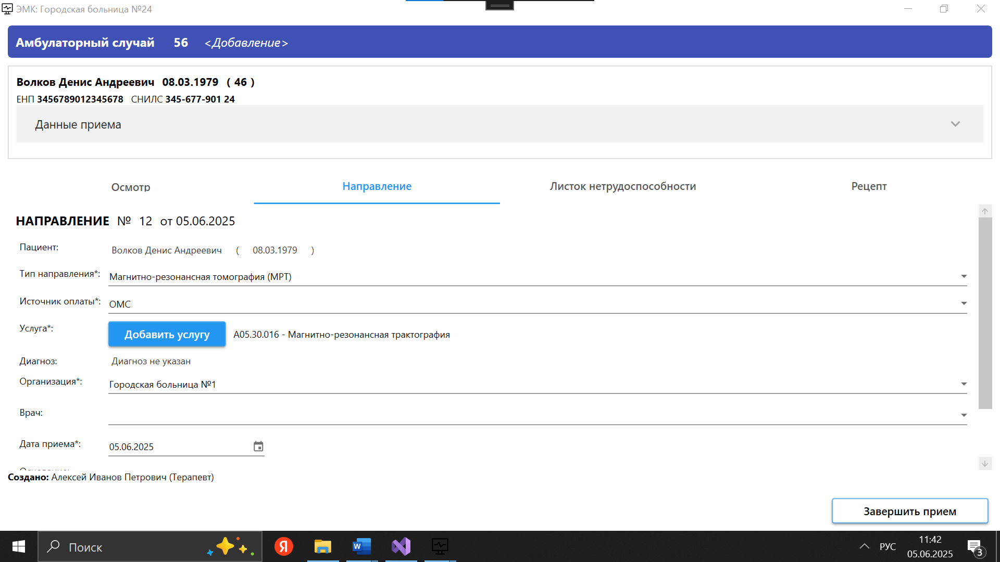 ЭМК: Городская больница №24
Амбулаторный случай 56 <Добавление>
Волков Денис Андреевич 08.03.1979 ( 46 )
ЕНП 3456789012345678 СНИЛС 345-677-901 24
Данные приема
Осмотр Направление Листок нетрудоспособности Рецепт
НАПРАВЛЕНИЕ № 12 от 05.06.2025
Пациент: Волков Денис Андреевич ( 08.03.1979 )
Тип направления*: Магнитно-резонансная томография (МРТ)
Источник оплаты*: ОМС
Услуга*: Добавить услугу A05.30.016 - Магнитно-резонансная трактография
Диагноз: Диагноз не указан
Организация*: Городская больница №1
Врач:
Дата приема*: 05.06.2025
Создано: Алексей Иванов Петрович (Терапевт)
Завершить прием
Поиск РУС 11:42
05.06.2025 3